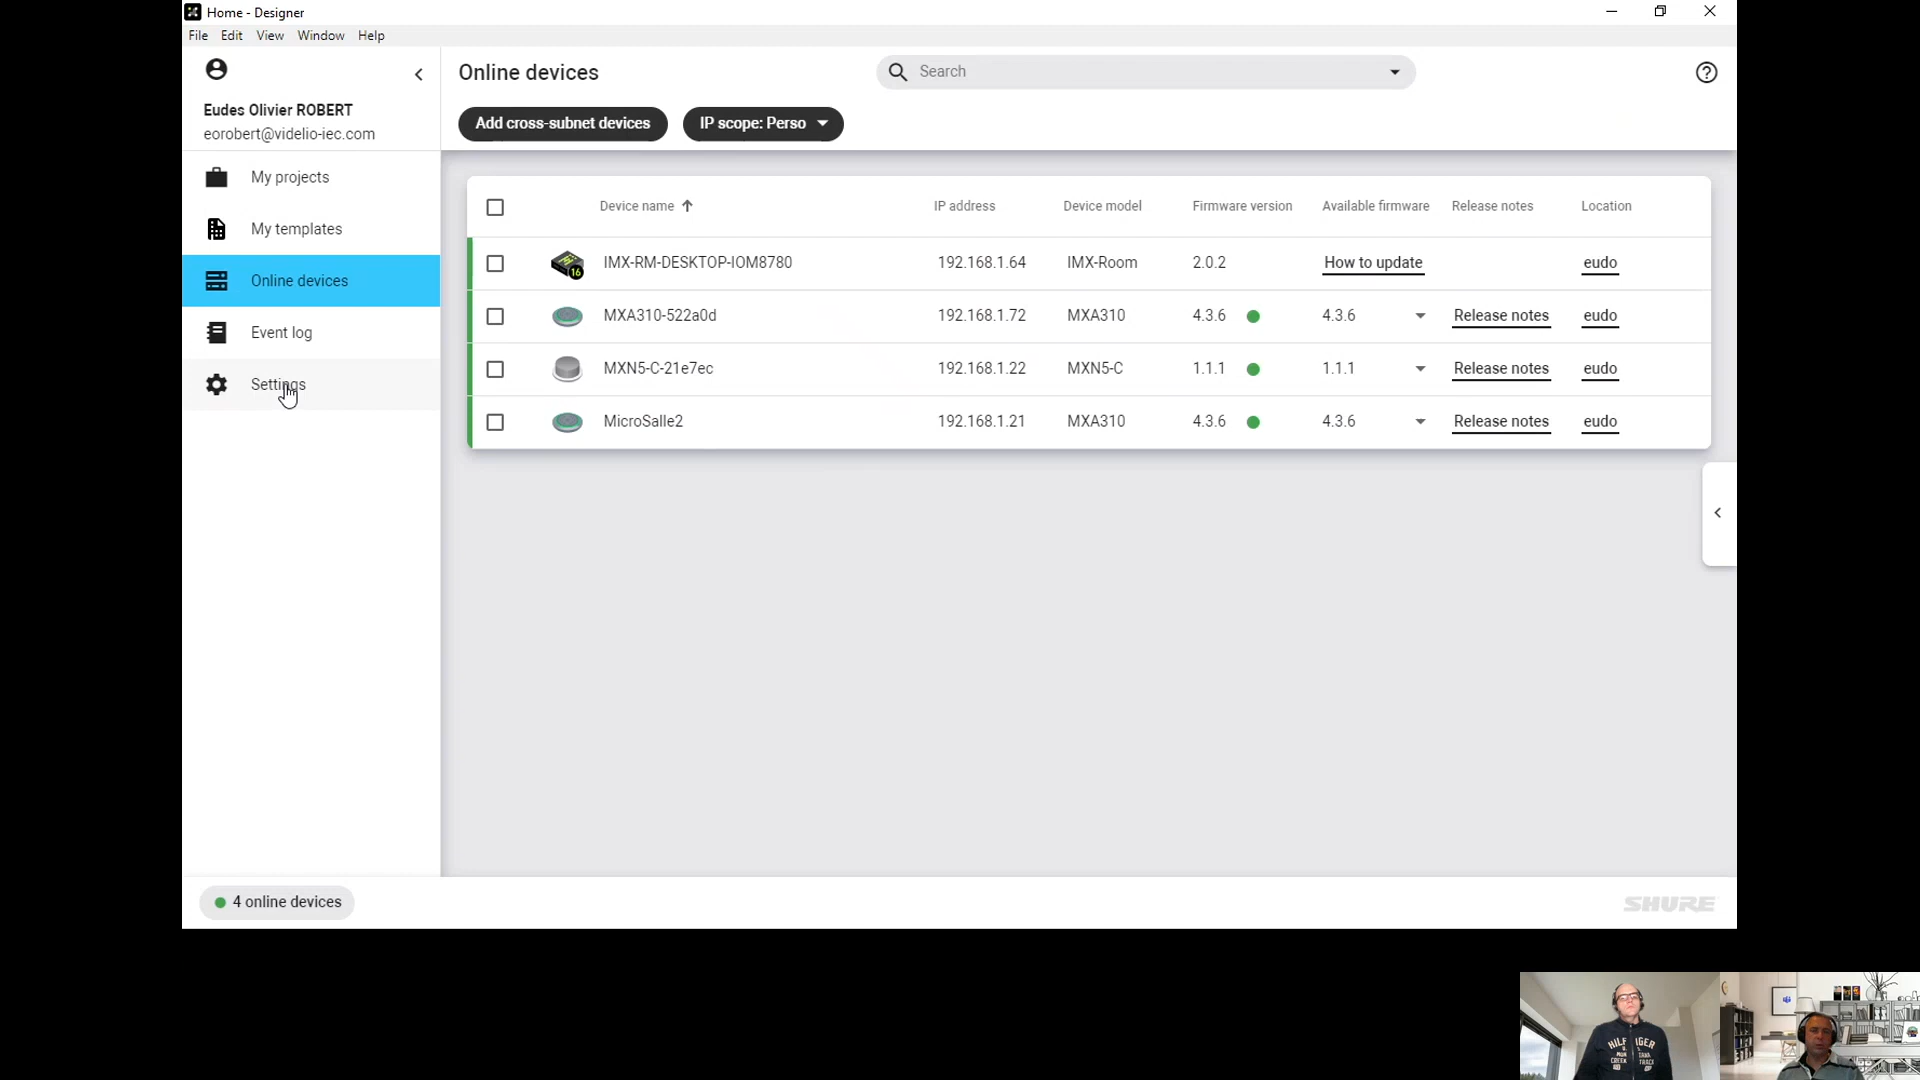 Home - Designer
File Edit View Window Help
Eudes Olivier ROBERT
eorobert@videlio-iec.com
My projects
My templates
Online devices
Event log
Settings
Online devices
Search
Add cross-subnet devices
IP scope: Perso
Device name IP address Device model Firmware version Available firmware Release notes Location
IMX-RM-DESKTOP-IOM8780 192.168.1.64 IMX-Room 2.0.2 How to update eudo
16
MXA310-522a0d 192.168.1.72 MXA310 4.3.6 4.3.6 Release notes eudo
MXN5-C-21e7ec 192.168.1.22 MXN5-C 1.1.1 1.1.1 Release notes eudo
MicroSalle2 192.168.1.21 MXA310 4.3.6 4.3.6 Release notes eudo
4 online devices
SHURE